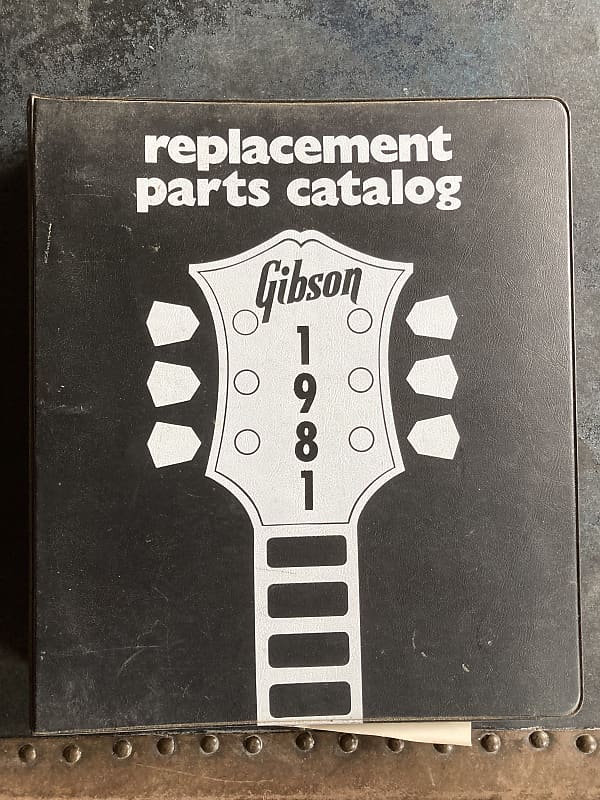 replacement
parts catalog
Gibson
1
9
8
1